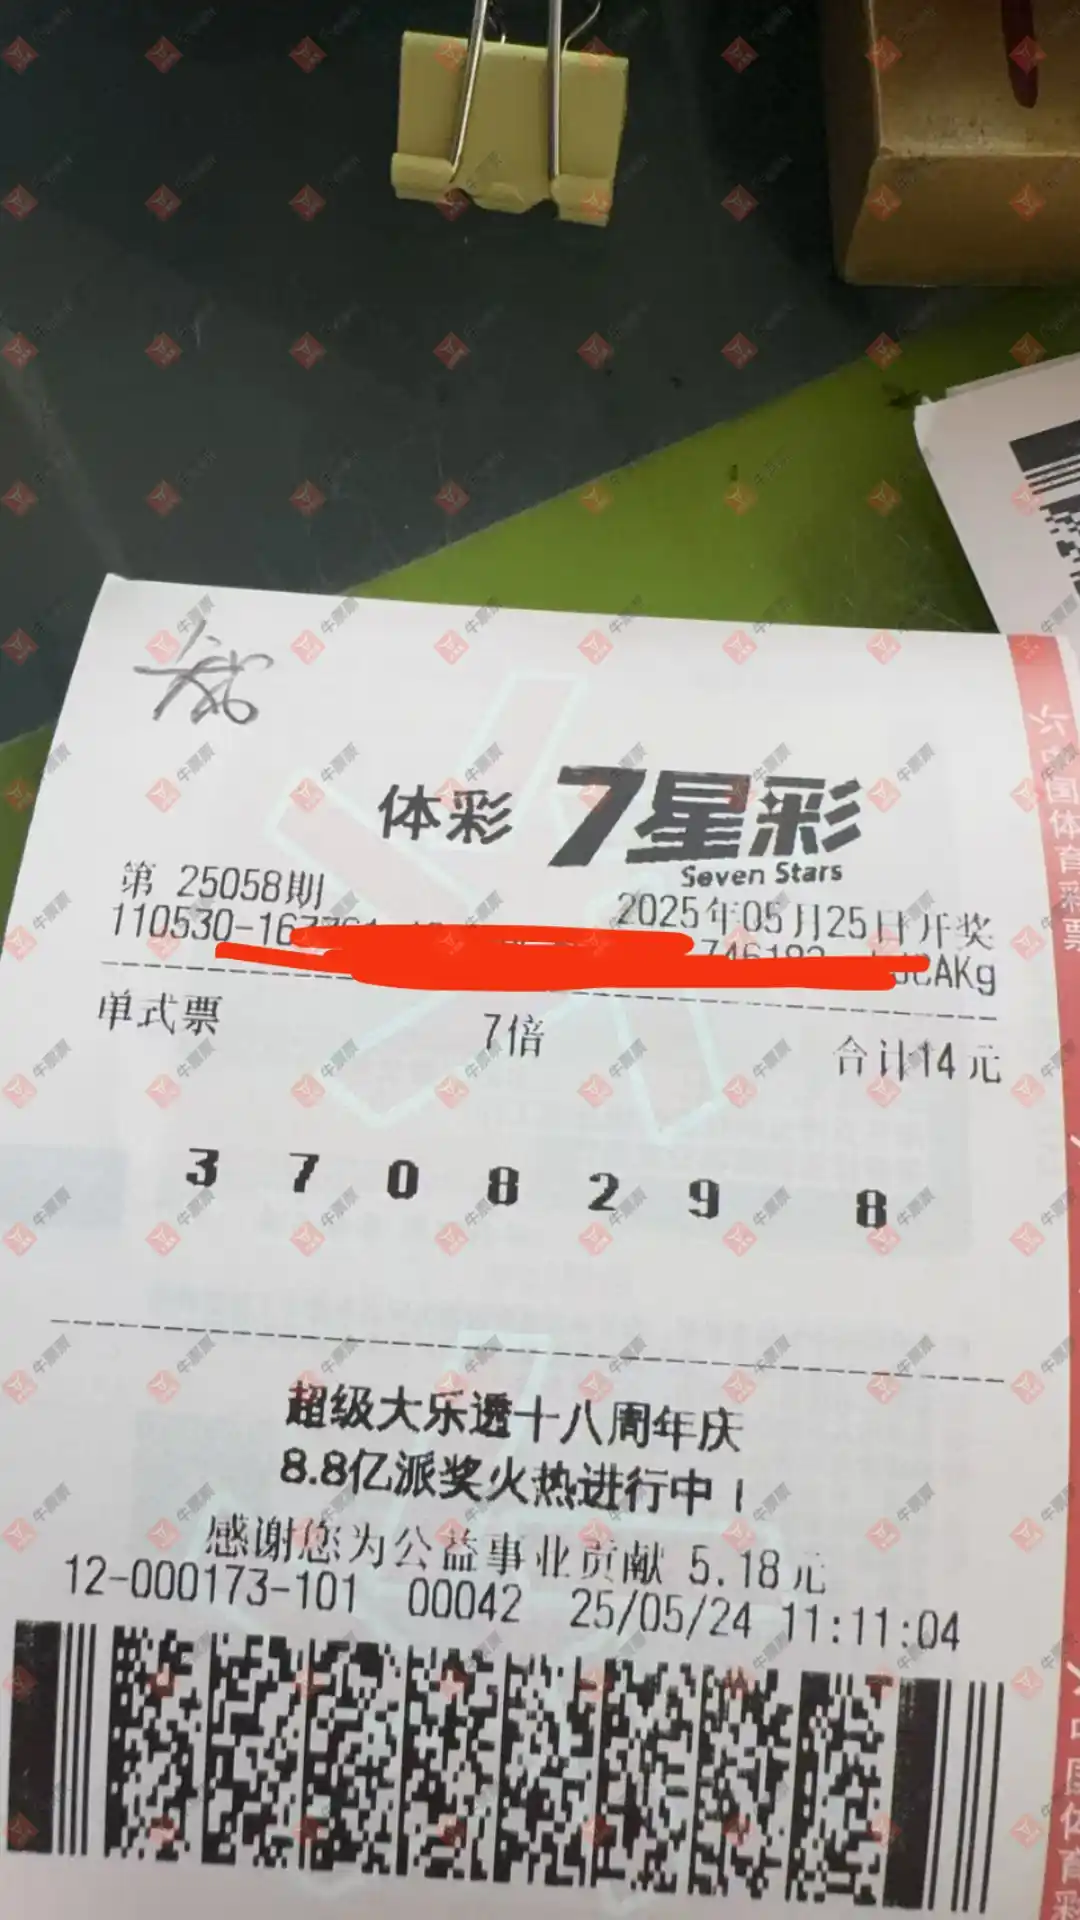 体彩 7星彩
Seven Stars
第 25058期
2025年05月25日开奖
110530-16
AKg
单式票 7倍 合计14元
3 7 0 8 2 9 8
超级大乐透十八周年庆
8.8亿派奖火热进行中！
感谢您为公益事业贡献 5.18元
12-000173-101 00042 25/05/24 11:11:04
中国体育彩票
牛票票